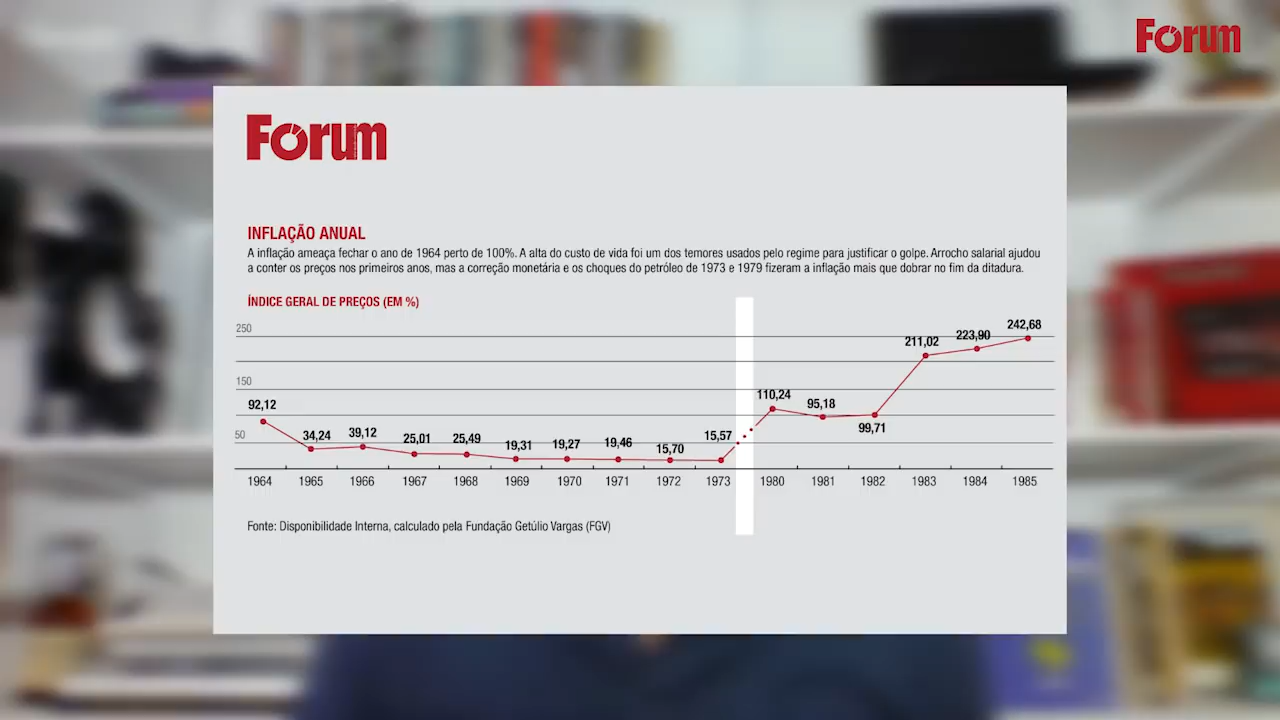 Forum
Forum
INFLAÇÃO ANUAL
A inflação ameaça fechar o ano de 1964 perto de 100%. A alta do custo de vida foi um dos temores usados pelo regime para justificar o golpe. Arrocho salarial ajudou
a conter os preços nos primeiros anos, mas a correção monetária e os choques do petróleo de 1973 e 1979 fizeram a inflação mais que dobrar no fim da ditadura.
ÍNDICE GERAL DE PREÇOS (EM %)
250
150
50
92,12 34,24 39,12 25,01 25,49 19,31 19,27 19,46 15,70 15,57 110,24 95,18 99,71 211,02 223,90 242,68
1964 1965 1966 1967 1968 1969 1970 1971 1972 1973 1980 1981 1982 1983 1984 1985
Fonte: Disponibilidade Interna, calculado pela Fundação Getúlio Vargas (FGV)